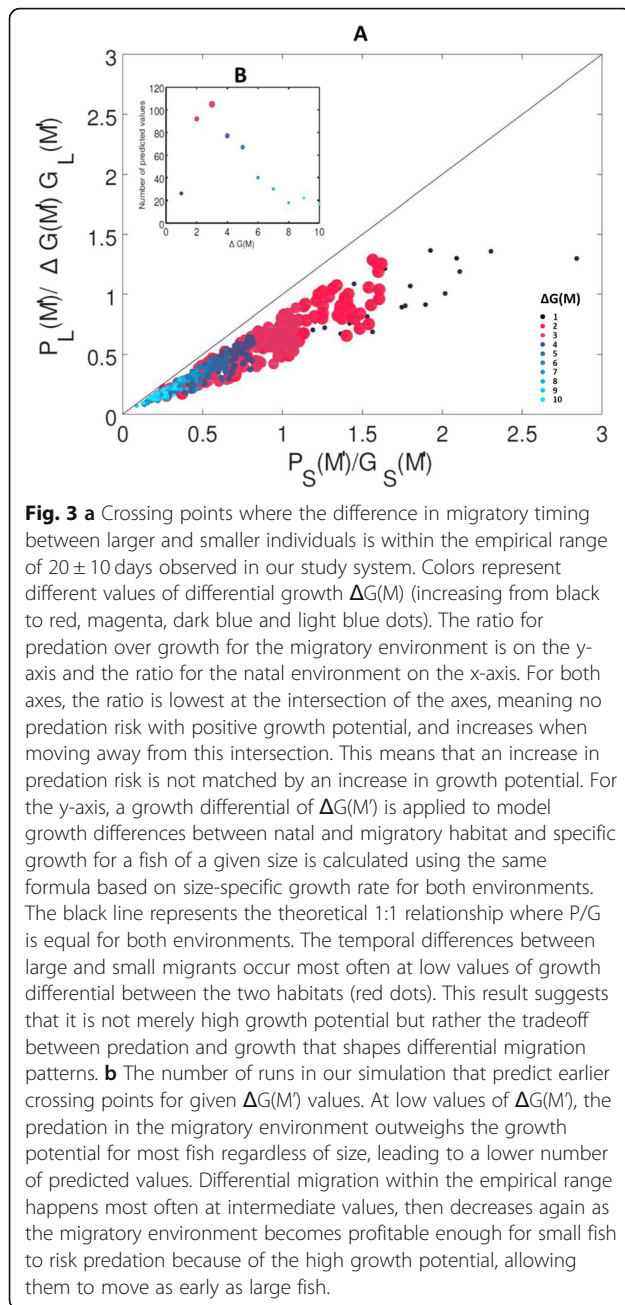 A
3
2.5
2
1.5
1
0.5
0
P_L(M')/ Δ G(M') G_L(M')
B
120
100
80
60
40
20
0
Number of predicted values
0 2 4 6 8 10
Δ G(M)
ΔG(M)
1
2
3
4
5
6
7
8
9
10
0 0.5 1 1.5 2 2.5 3
P_S(M')/G_S(M')
Fig. 3 a Crossing points where the difference in migratory timing
between larger and smaller individuals is within the empirical range
of 20 ± 10 days observed in our study system. Colors represent
different values of differential growth ΔG(M) (increasing from black
to red, magenta, dark blue and light blue dots). The ratio for
predation over growth for the migratory environment is on the y-
axis and the ratio for the natal environment on the x-axis. For both
axes, the ratio is lowest at the intersection of the axes, meaning no
predation risk with positive growth potential, and increases when
moving away from this intersection. This means that an increase in
predation risk is not matched by an increase in growth potential. For
the y-axis, a growth differential of ΔG(M') is applied to model
growth differences between natal and migratory habitat and specific
growth for a fish of a given size is calculated using the same
formula based on size-specific growth rate for both environments.
The black line represents the theoretical 1:1 relationship where P/G
is equal for both environments. The temporal differences between
large and small migrants occur most often at low values of growth
differential between the two habitats (red dots). This result suggests
that it is not merely high growth potential but rather the tradeoff
between predation and growth that shapes differential migration
patterns. b The number of runs in our simulation that predict earlier
crossing points for given ΔG(M') values. At low values of ΔG(M'), the
predation in the migratory environment outweighs the growth
potential for most fish regardless of size, leading to a lower number
of predicted values. Differential migration within the empirical range
happens most often at intermediate values, then decreases again as
the migratory environment becomes profitable enough for small fish
to risk predation because of the high growth potential, allowing
them to move as early as large fish.